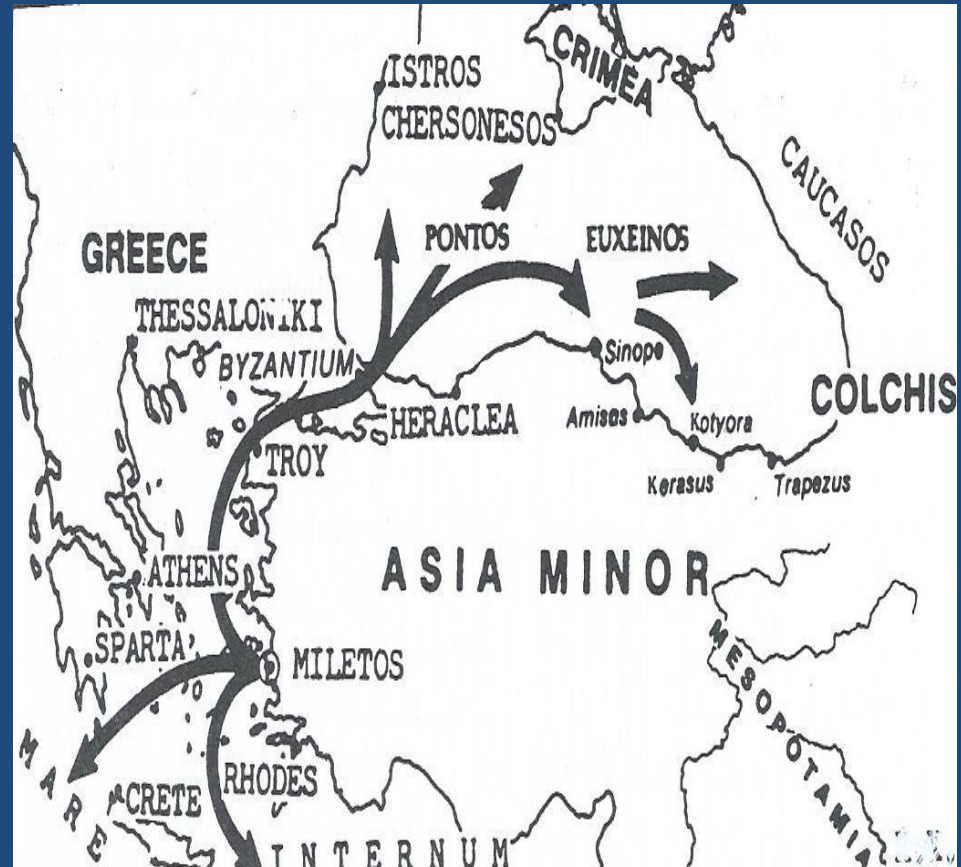 ISTROS
CRIMEA
CHERSONESOS
CAUCASOS
PONTOS
EUXEINOS
GREECE
THESSALONIKI
BYZANTIUM
Sinope
COLCHIS
HERACLEA
Amisas
Kotyora
TROY
Kerasus
Trapezus
ASIA MINOR
ATHENS
SPARTA
MILETOS
MESOPOTAMIA
MARE
RHODES
CRETE
INTERNUM